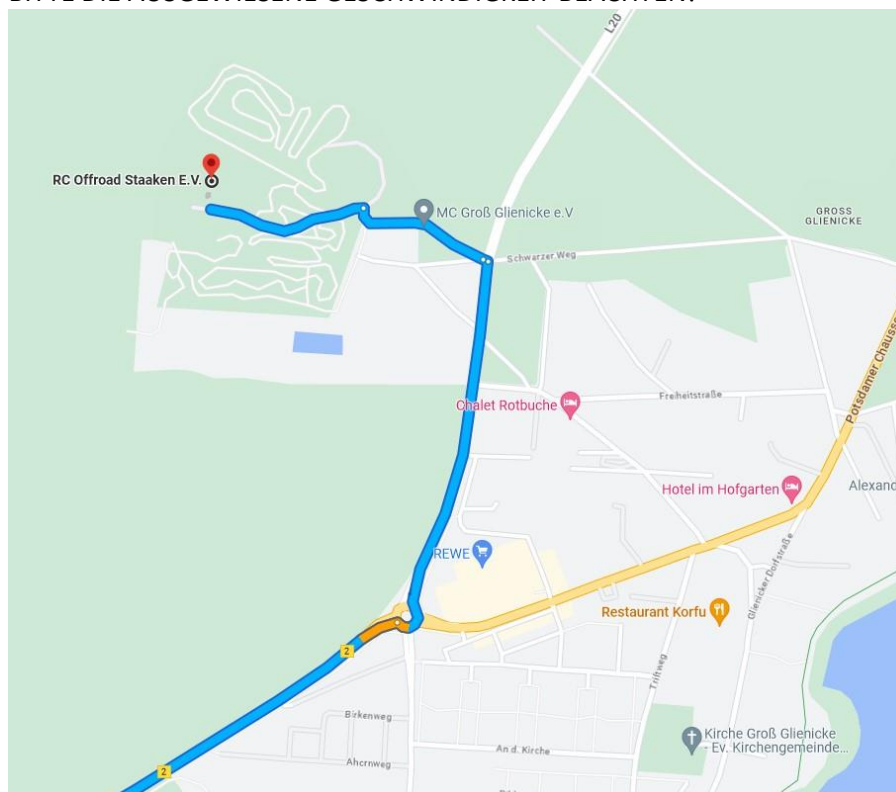 BITTE DIE AUSGEWIESENE GESCHWINDIGKEIT BEACHTEN!
L20
RC Offroad Staaken E.V.
MC Groß Glienicke e.V
GROSS
GLIENICKE
Schwarzer Weg
Potsdamer Chauss
Freiheitstraße
Chalet Rotbuche
Hotel im Hofgarten
Alexand
REWE
Glienicker Dorfstraße
Restaurant Korfu
2
Triftweg
Birkenweg
Kirche Groß Glienicke
- Ev. Kirchengemeinde...
An d. Kirche
Ahornweg
2